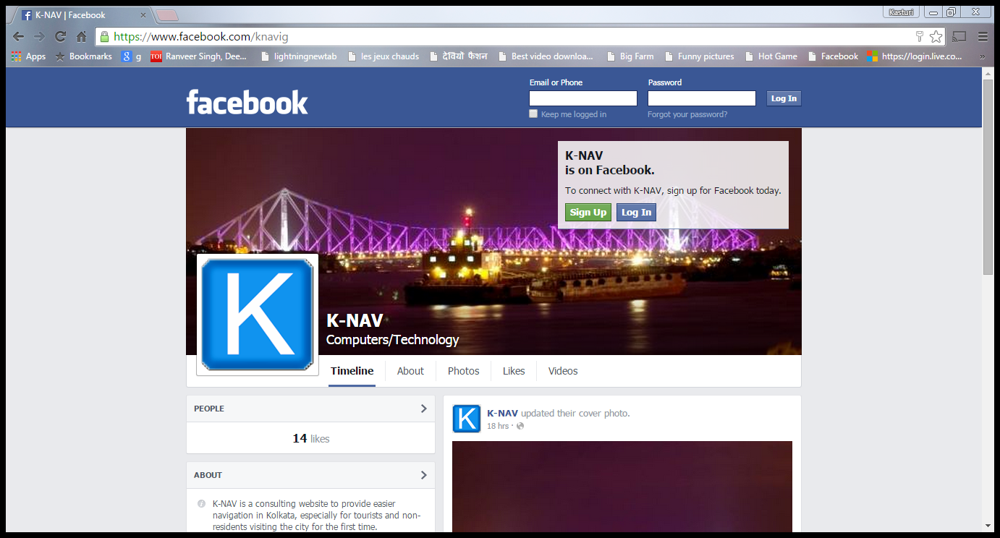 K-NAV | Facebook
Kasturi
https://www.facebook.com/knavig
Apps Bookmarks g g TOI Ranveer Singh, Dee... lightningnewtab les jeux chauds देवियों फैशन Best video downloa... Big Farm Funny pictures Hot Game Facebook https://login.live.co... »
facebook
Email or Phone Password
Log In
Keep me logged in Forgot your password?
K-NAV
is on Facebook.
To connect with K-NAV, sign up for Facebook today.
Sign Up Log In
K
K-NAV
Computers/Technology
Timeline About Photos Likes Videos
PEOPLE
14 likes
ABOUT
K-NAV is a consulting website to provide easier
navigation in Kolkata, especially for tourists and non-
residents visiting the city for the first time.
K
K-NAV updated their cover photo.
18 hrs ·